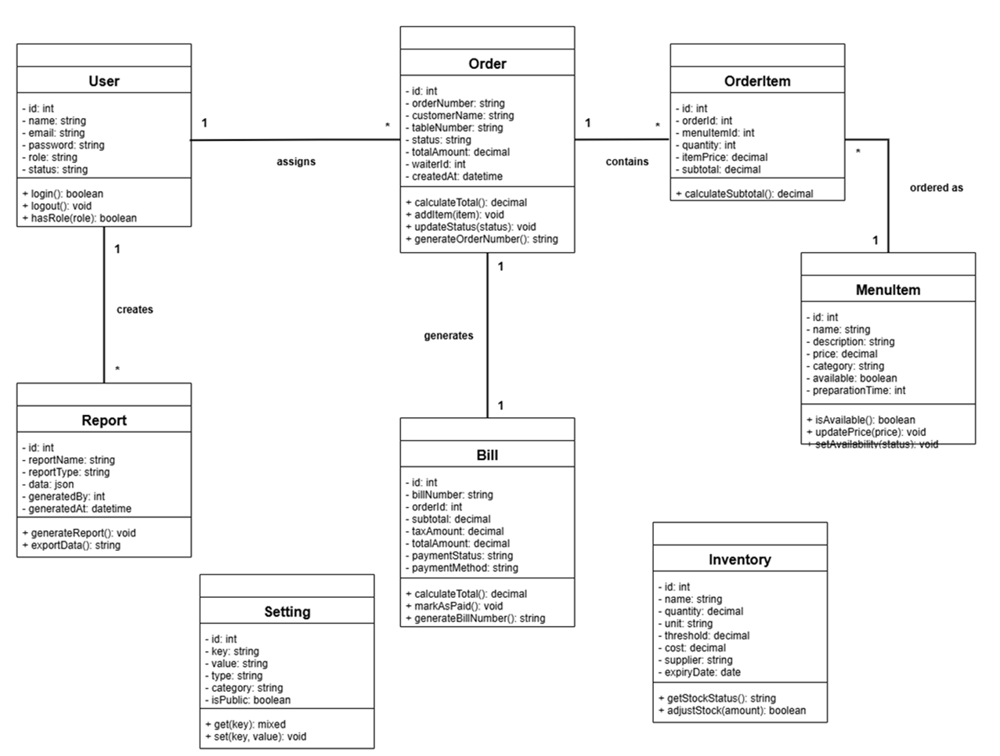 User
- id: int
- name: string
- email: string
- password: string
- role: string
- status: string
+ login(): boolean
+ logout(): void
+ hasRole(role): boolean
1
*
assigns
Order
- id: int
- orderNumber: string
- customerName: string
- tableNumber: string
- status: string
- totalAmount: decimal
- waiterId: int
- createdAt: datetime
+ calculateTotal(): decimal
+ addItem(item): void
+ updateStatus(status): void
+ generateOrderNumber(): string
1
*
contains
OrderItem
- id: int
- orderId: int
- menuItemId: int
- quantity: int
- itemPrice: decimal
- subtotal: decimal
+ calculateSubtotal(): decimal
*
ordered as
1
MenuItem
- id: int
- name: string
- description: string
- price: decimal
- category: string
- available: boolean
- preparationTime: int
+ isAvailable(): boolean
+ updatePrice(price): void
+ setAvailability(status): void
1
creates
*
Report
- id: int
- reportName: string
- reportType: string
- data: json
- generatedBy: int
- generatedAt: datetime
+ generateReport(): void
+ exportData(): string
1
generates
1
Bill
- id: int
- billNumber: string
- orderId: int
- subtotal: decimal
- taxAmount: decimal
- totalAmount: decimal
- paymentStatus: string
- paymentMethod: string
+ calculateTotal(): decimal
+ markAsPaid(): void
+ generateBillNumber(): string
Setting
- id: int
- key: string
- value: string
- type: string
- category: string
- isPublic: boolean
+ get(key): mixed
+ set(key, value): void
Inventory
- id: int
- name: string
- quantity: decimal
- unit: string
- threshold: decimal
- cost: decimal
- supplier: string
- expiryDate: date
+ getStockStatus(): string
+ adjustStock(amount): boolean